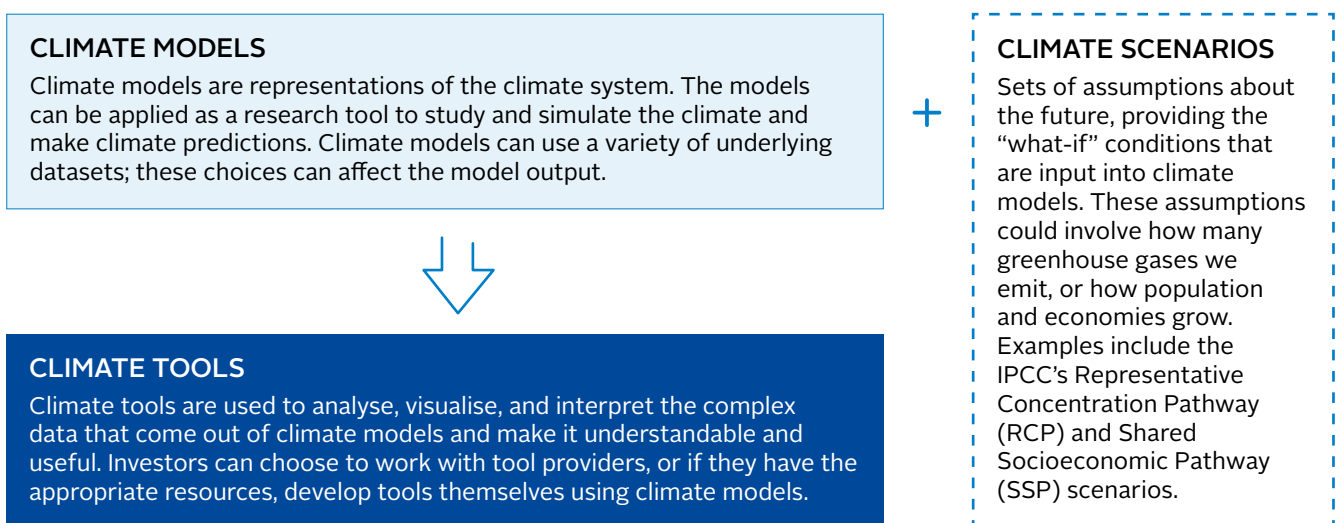 CLIMATE MODELS
Climate models are representations of the climate system. The models
can be applied as a research tool to study and simulate the climate and
make climate predictions. Climate models can use a variety of underlying
datasets; these choices can affect the model output.
+
CLIMATE SCENARIOS
Sets of assumptions about
the future, providing the
“what-if” conditions that
are input into climate
models. These assumptions
could involve how many
greenhouse gases we
emit, or how population
and economies grow.
Examples include the
IPCC’s Representative
Concentration Pathway
(RCP) and Shared
Socioeconomic Pathway
(SSP) scenarios.
CLIMATE TOOLS
Climate tools are used to analyse, visualise, and interpret the complex
data that come out of climate models and make it understandable and
useful. Investors can choose to work with tool providers, or if they have the
appropriate resources, develop tools themselves using climate models.